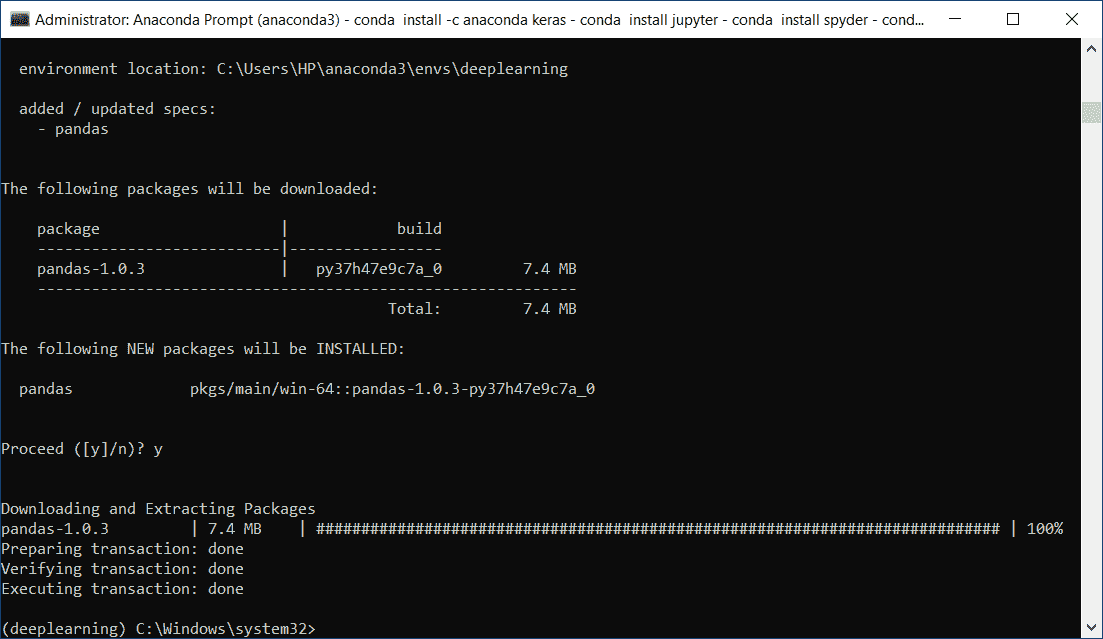 Administrator: Anaconda Prompt (anaconda3) - conda  install -c anaconda keras - conda  install jupyter - conda  install spyder - cond...
environment location: C:\Users\HP\anaconda3\envs\deeplearning
added / updated specs:
- pandas
The following packages will be downloaded:
package                    |            build
---------------------------|-----------------
pandas-1.0.3               |   py37h47e9c7a_0         7.4 MB
------------------------------------------------------------
Total:         7.4 MB
The following NEW packages will be INSTALLED:
pandas             pkgs/main/win-64::pandas-1.0.3-py37h47e9c7a_0
Proceed ([y]/n)? y
Downloading and Extracting Packages
pandas-1.0.3         | 7.4 MB    | ############################################################################ | 100%
Preparing transaction: done
Verifying transaction: done
Executing transaction: done
(deeplearning) C:\Windows\system32>